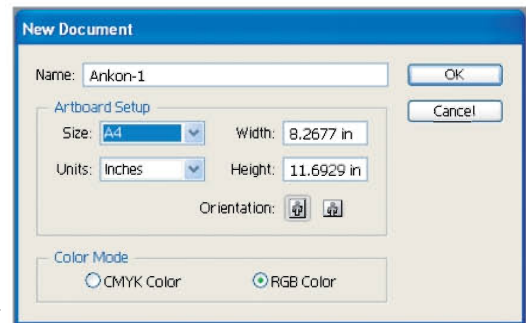 New Document
Name: Ankon-1
OK
Artboard Setup
Cancel
Size: A4 Width: 8.2677 in
Units: Inches Height: 11.6929 in
Orientation:
Color Mode
CMYK Color RGB Color